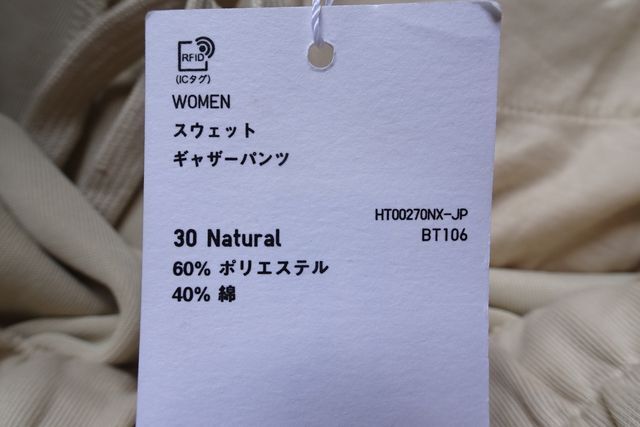 RFID
(ICタグ)
WOMEN
スウェット
ギャザーパンツ
HT00270NX-JP
30 Natural
BT106
60% ポリエステル
40% 綿